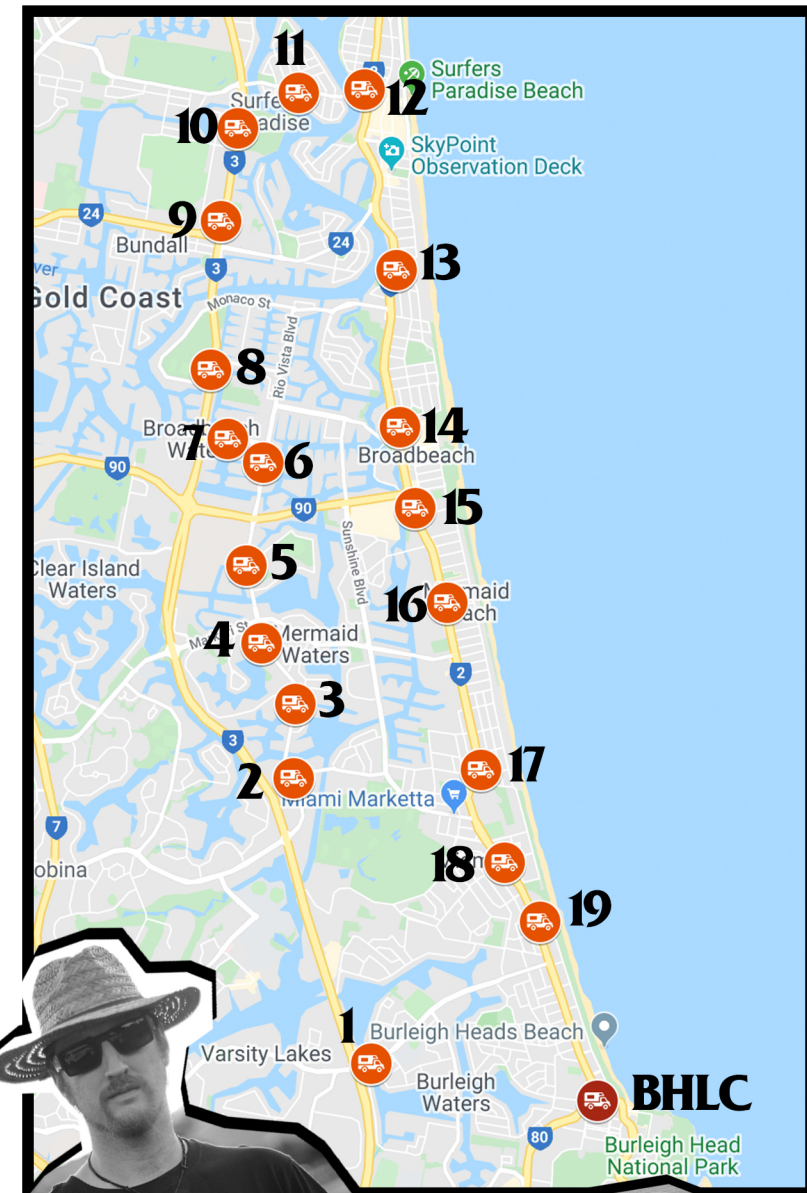 11
Surfers
Paradise Beach
12
10
3
SkyPoint
Observation Deck
24
9
Bundall
24
3
13
Gold Coast
Monaco St
Rio Vista Blvd
8
14
7
6
Broadbeach
90
90
15
Sunshine Blvd
Clear Island
Waters
5
16
4
Mermaid
Waters
3
2
3
2
17
Miami Marketta
7
18
19
1
Burleigh Heads Beach
Varsity Lakes
Burleigh
Waters
BHLC
80
Burleigh Head
National Park